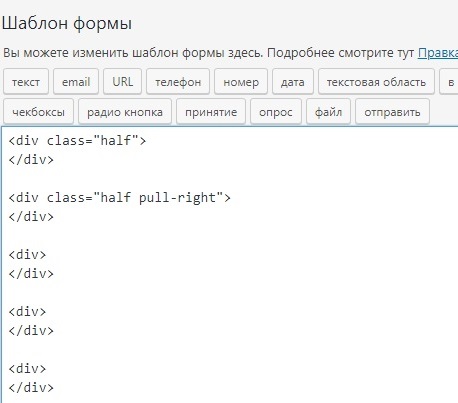 Шаблон формы
Вы можете изменить шаблон формы здесь. Подробнее смотрите тут Правка
текст email URL телефон номер дата текстовая область в
чекбоксы радио кнопка принятие опрос файл отправить
<div class="half">
</div>
<div class="half pull-right">
</div>
<div>
</div>
<div>
</div>
<div>
</div>